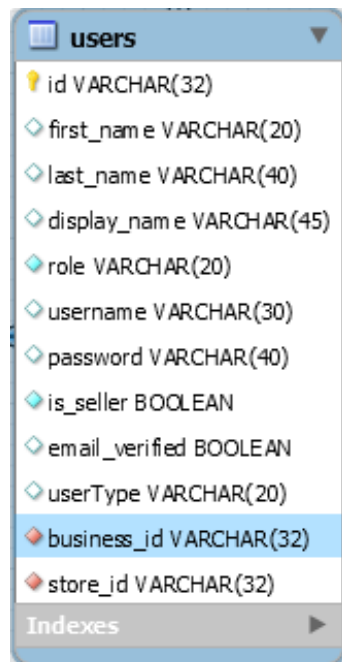 users
id VARCHAR(32)
first_name VARCHAR(20)
last_name VARCHAR(40)
display_name VARCHAR(45)
role VARCHAR(20)
username VARCHAR(30)
password VARCHAR(40)
is_seller BOOLEAN
email_verified BOOLEAN
userType VARCHAR(20)
business_id VARCHAR(32)
store_id VARCHAR(32)
Indexes